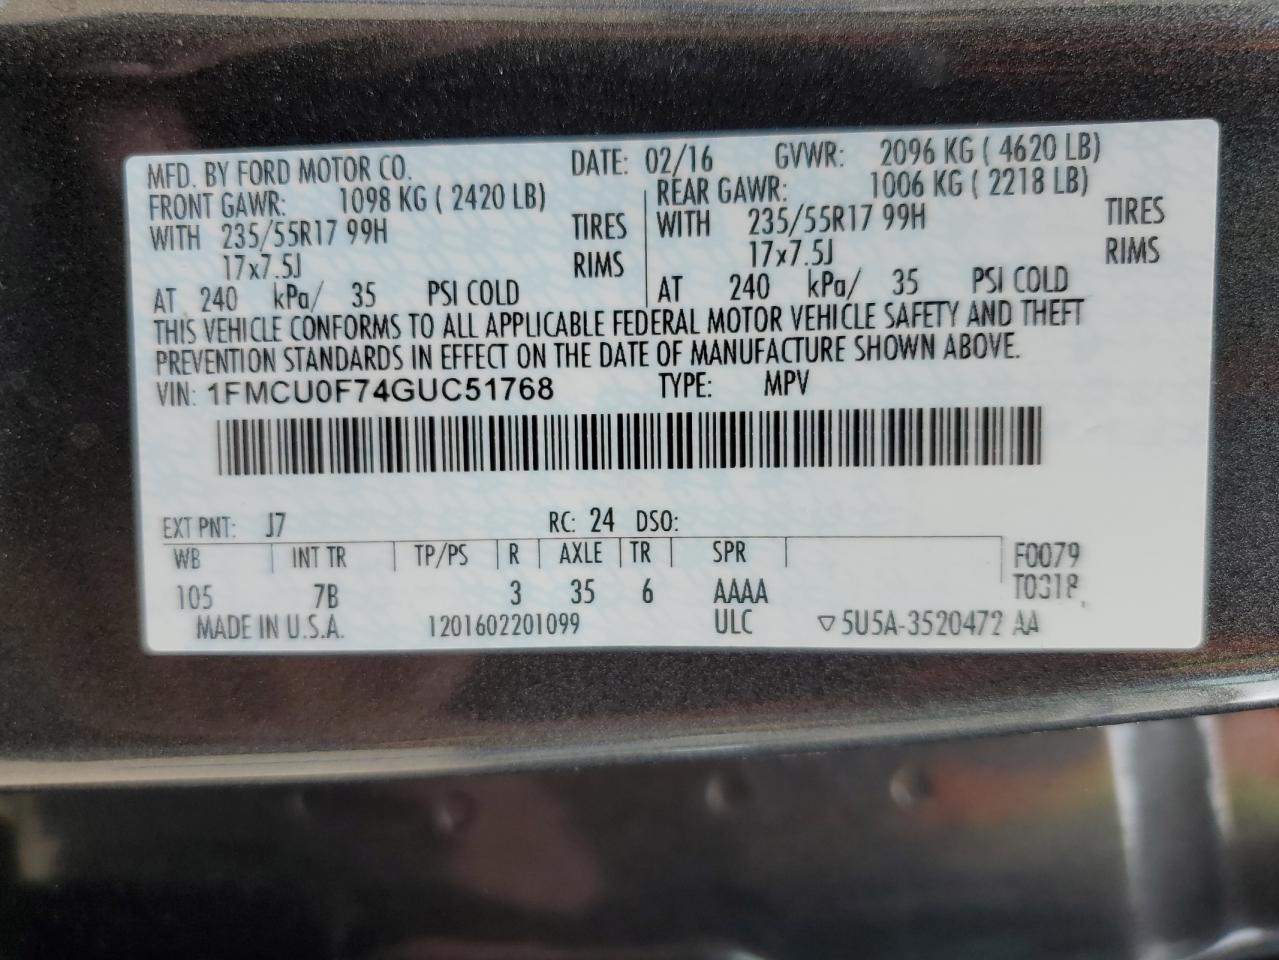 MFD. BY FORD MOTOR CO. DATE: 02/16 GVWR: 2096 KG ( 4620 LB)
FRONT GAWR: 1098 KG ( 2420 LB) REAR GAWR: 1006 KG ( 2218 LB)
WITH 235/55R17 99H TIRES WITH 235/55R17 99H TIRES
17x7.5J RIMS 17x7.5J RIMS
AT 240 kPa/ 35 PSI COLD AT 240 kPa/ 35 PSI COLD
THIS VEHICLE CONFORMS TO ALL APPLICABLE FEDERAL MOTOR VEHICLE SAFETY AND THEFT
PREVENTION STANDARDS IN EFFECT ON THE DATE OF MANUFACTURE SHOWN ABOVE.
VIN: 1FMCU0F74GUC51768 TYPE: MPV
EXT PNT: J7 RC: 24 DSO:
WB INT TR TP/PS R AXLE TR SPR F0079
105 7B 3 35 6 AAAA T0318
MADE IN U.S.A. 1201602201099 ULC ▽5U5A-3520472 AA